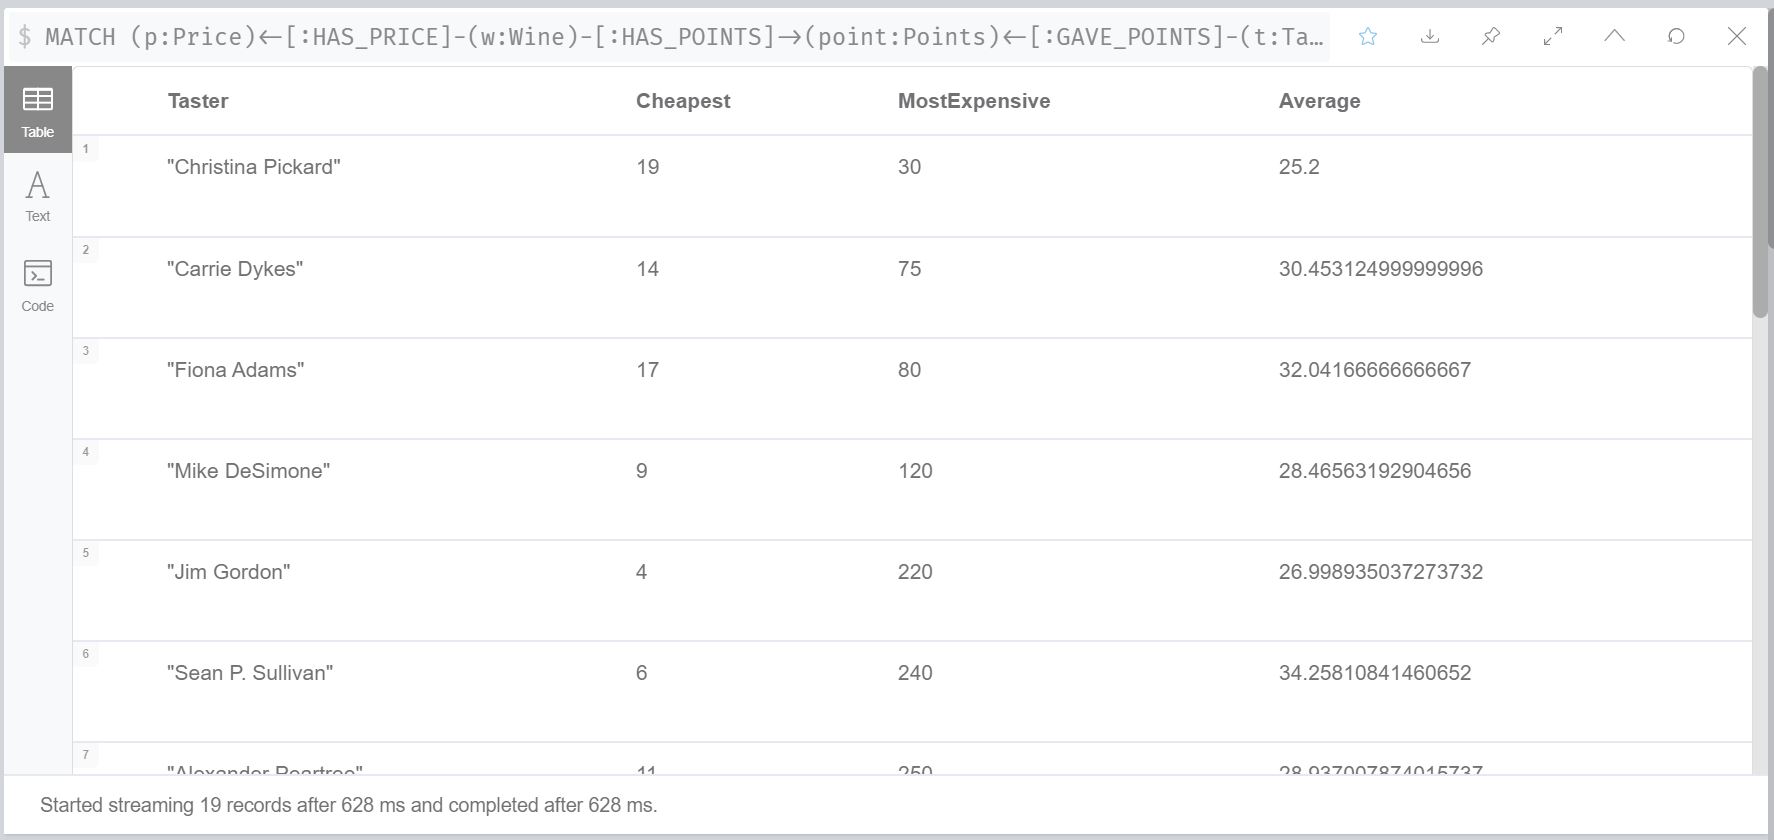 $ MATCH (p:Price)<-[:HAS_PRICE]-(w:Wine)-[:HAS_POINTS]->(point:Points)<-[:GAVE_POINTS]-(t:Ta…
Table
Text
Code
Taster Cheapest MostExpensive Average
1 "Christina Pickard" 19 30 25.2
2 "Carrie Dykes" 14 75 30.453124999999996
3 "Fiona Adams" 17 80 32.04166666666667
4 "Mike DeSimone" 9 120 28.46563192904656
5 "Jim Gordon" 4 220 26.998935037273732
6 "Sean P. Sullivan" 6 240 34.25810841460652
7 "Alexander Peartree" 11 250 28.937007874015737
Started streaming 19 records after 628 ms and completed after 628 ms.